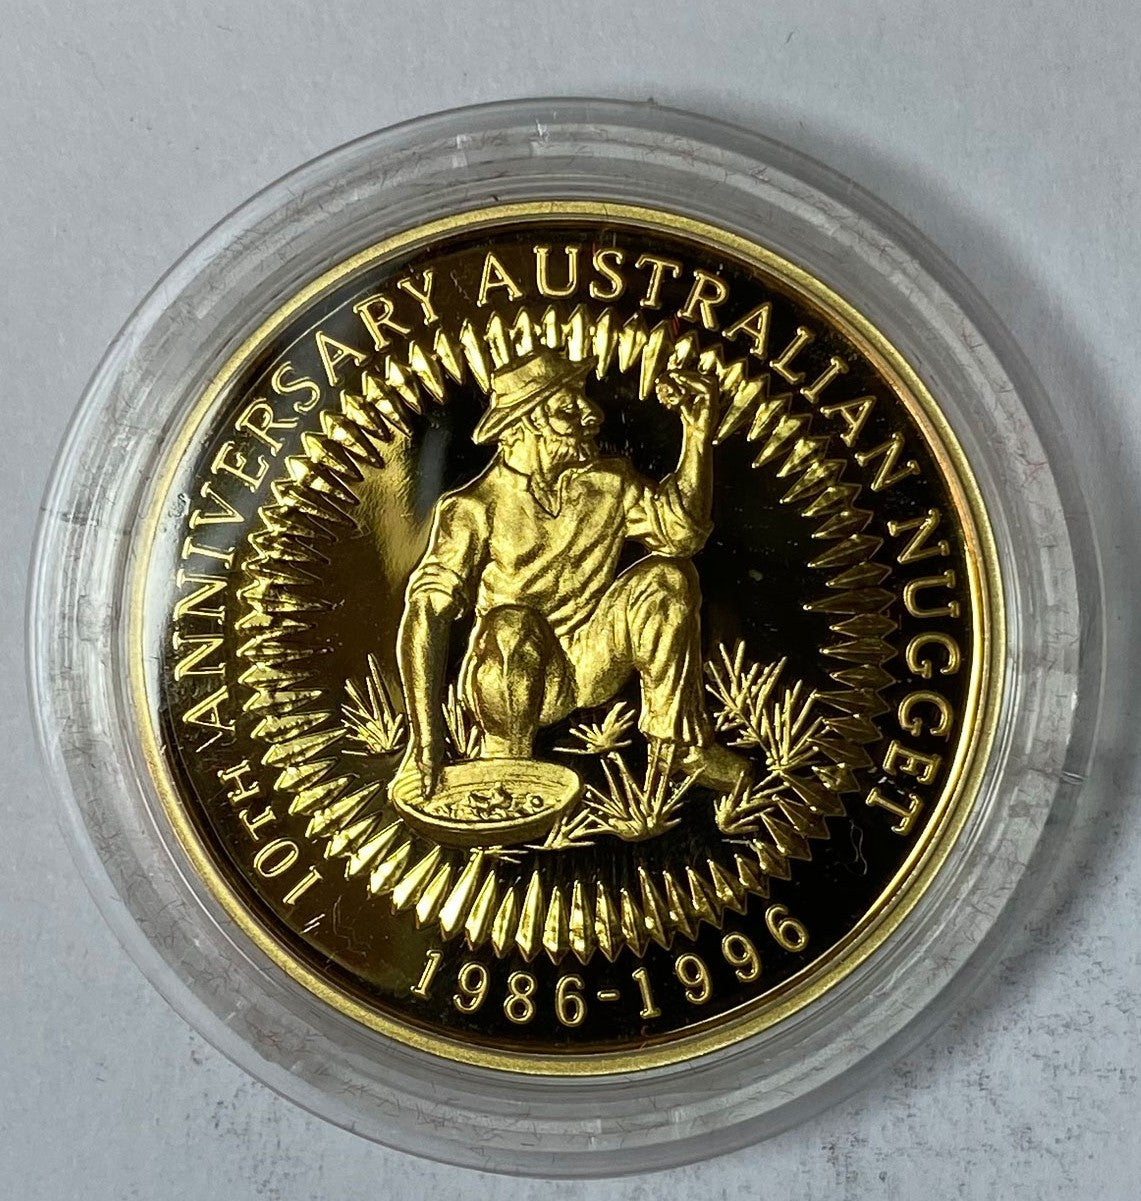 10TH ANNIVERSARY AUSTRALIAN NUGGET
1986-1996